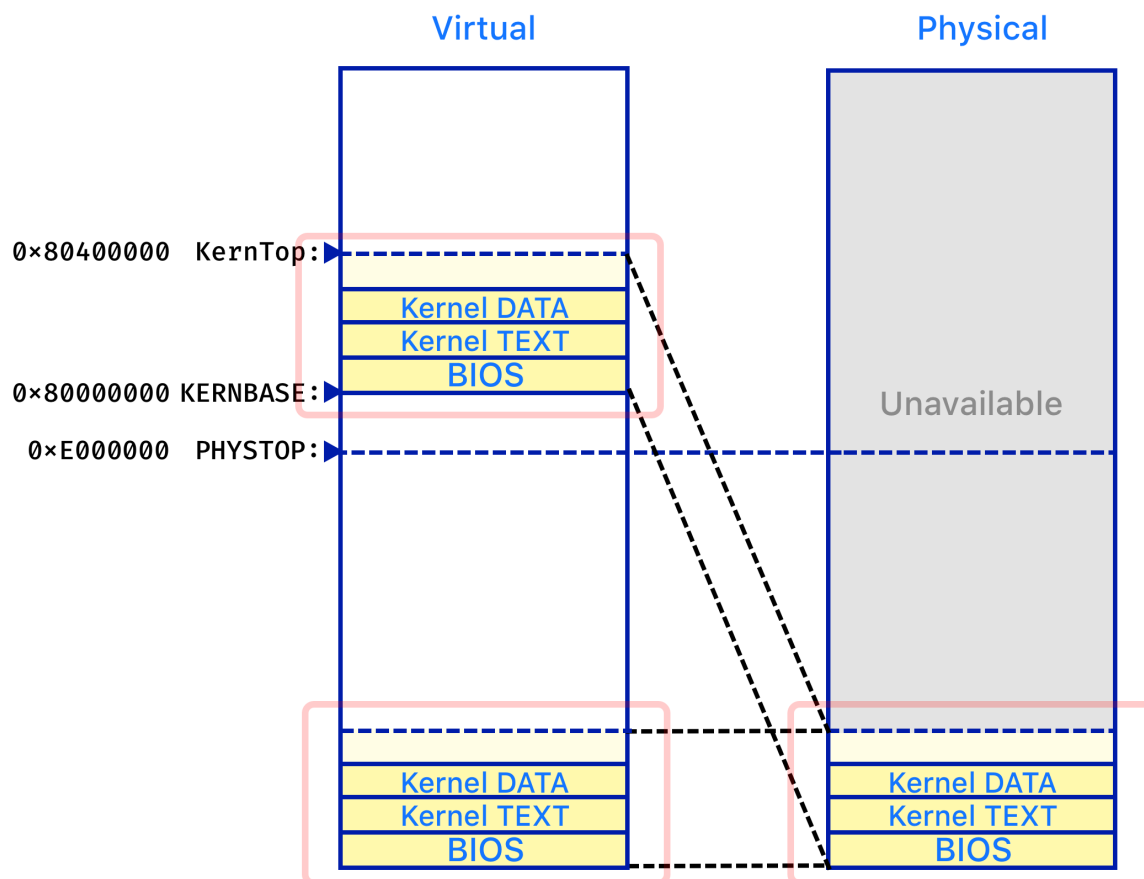 Virtual Physical
0×80400000 KernTop:
Kernel DATA
Kernel TEXT
BIOS
0×80000000 KERNBASE:
Unavailable
0×E000000 PHYSTOP:
Kernel DATA Kernel DATA
Kernel TEXT Kernel TEXT
BIOS BIOS